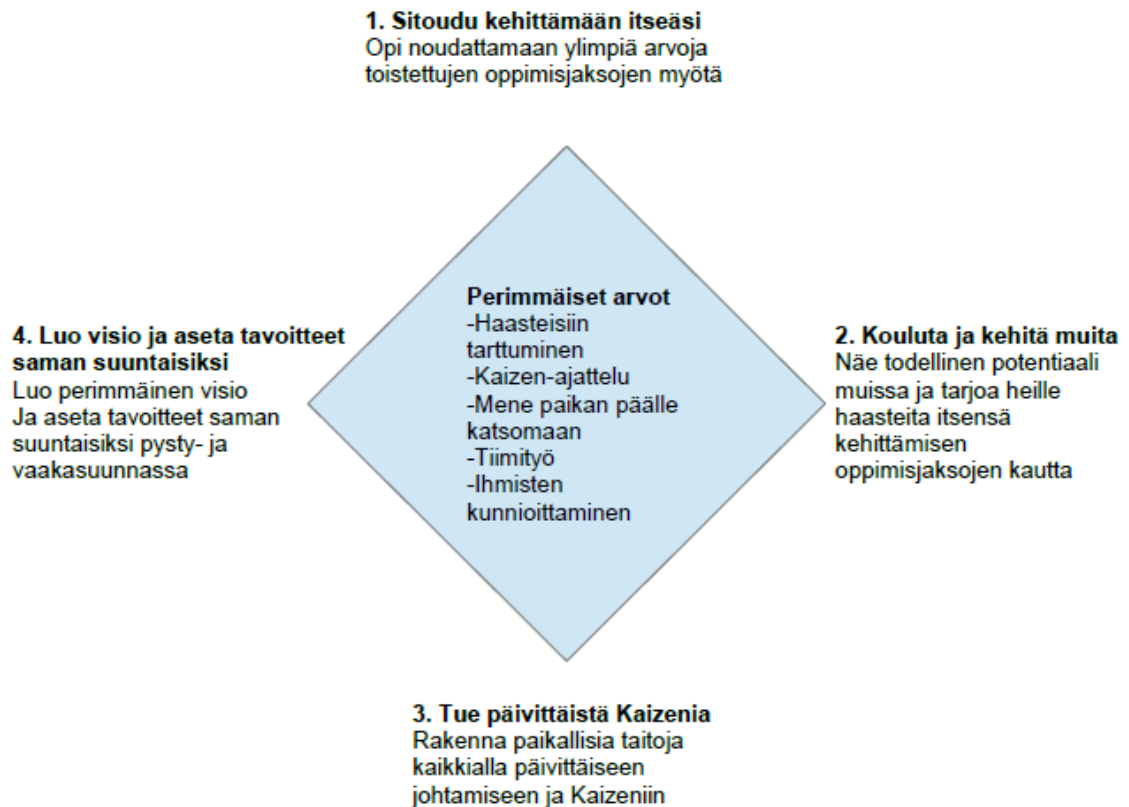 1. Sitoudu kehittämään itseäsi
Opi noudattamaan ylimpiä arvoja
toistettujen oppimisjaksojen myötä
Perimmäiset arvot
-Haasteisiin
tarttuminen
-Kaizen-ajattelu
-Mene paikan päälle
katsomaan
-Tiimityö
-Ihmisten
kunnioittaminen
2. Kouluta ja kehitä muita
Näe todellinen potentiaali
muissa ja tarjoa heille
haasteita itsensä
kehittämisen
oppimisjaksojen kautta
3. Tue päivittäistä Kaizenia
Rakenna paikallisia taitoja
kaikkialla päivittäiseen
johtamiseen ja Kaizeniin
4. Luo visio ja aseta tavoitteet
saman suuntaisiksi
Luo perimmäinen visio
Ja aseta tavoitteet saman
suuntaisiksi pysty- ja
vaakasuunnassa